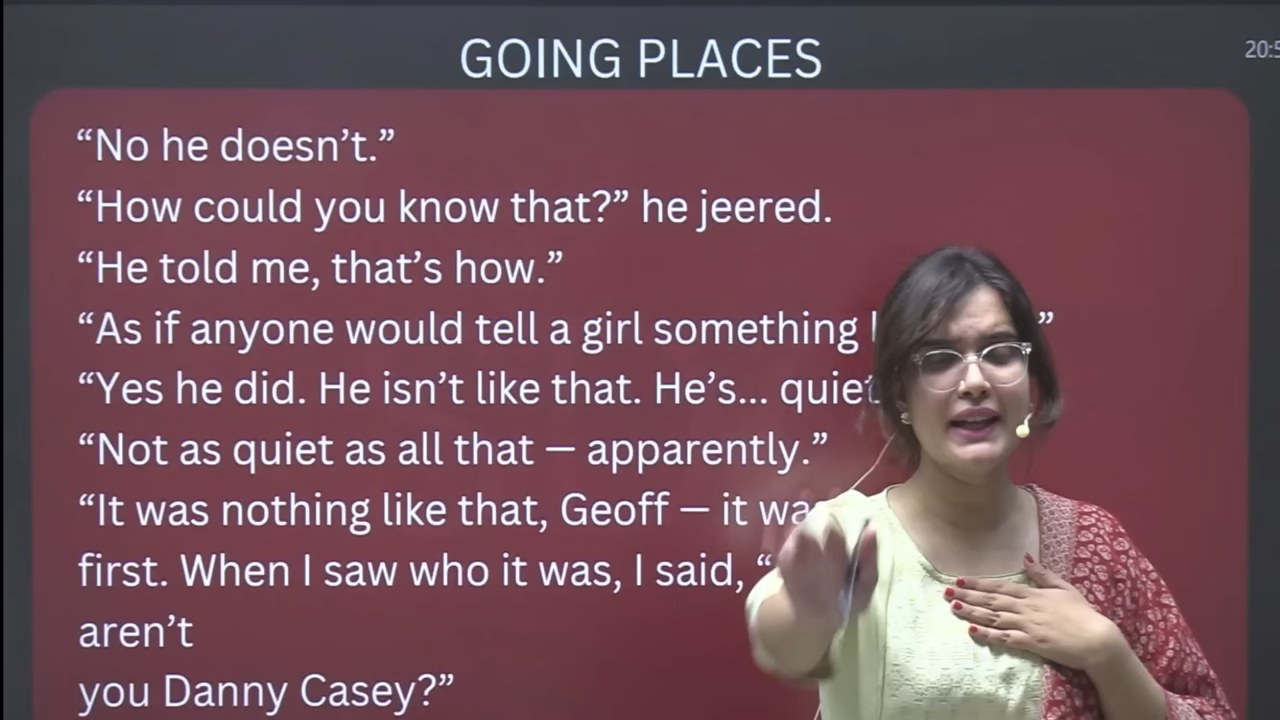 GOING PLACES
20:5
“No he doesn’t.”
“How could you know that?” he jeered.
“He told me, that’s how.”
“As if anyone would tell a girl something ”
“Yes he did. He isn’t like that. He’s... quiet
“Not as quiet as all that — apparently.”
“It was nothing like that, Geoff — it was
first. When I saw who it was, I said, “
aren’t
you Danny Casey?”